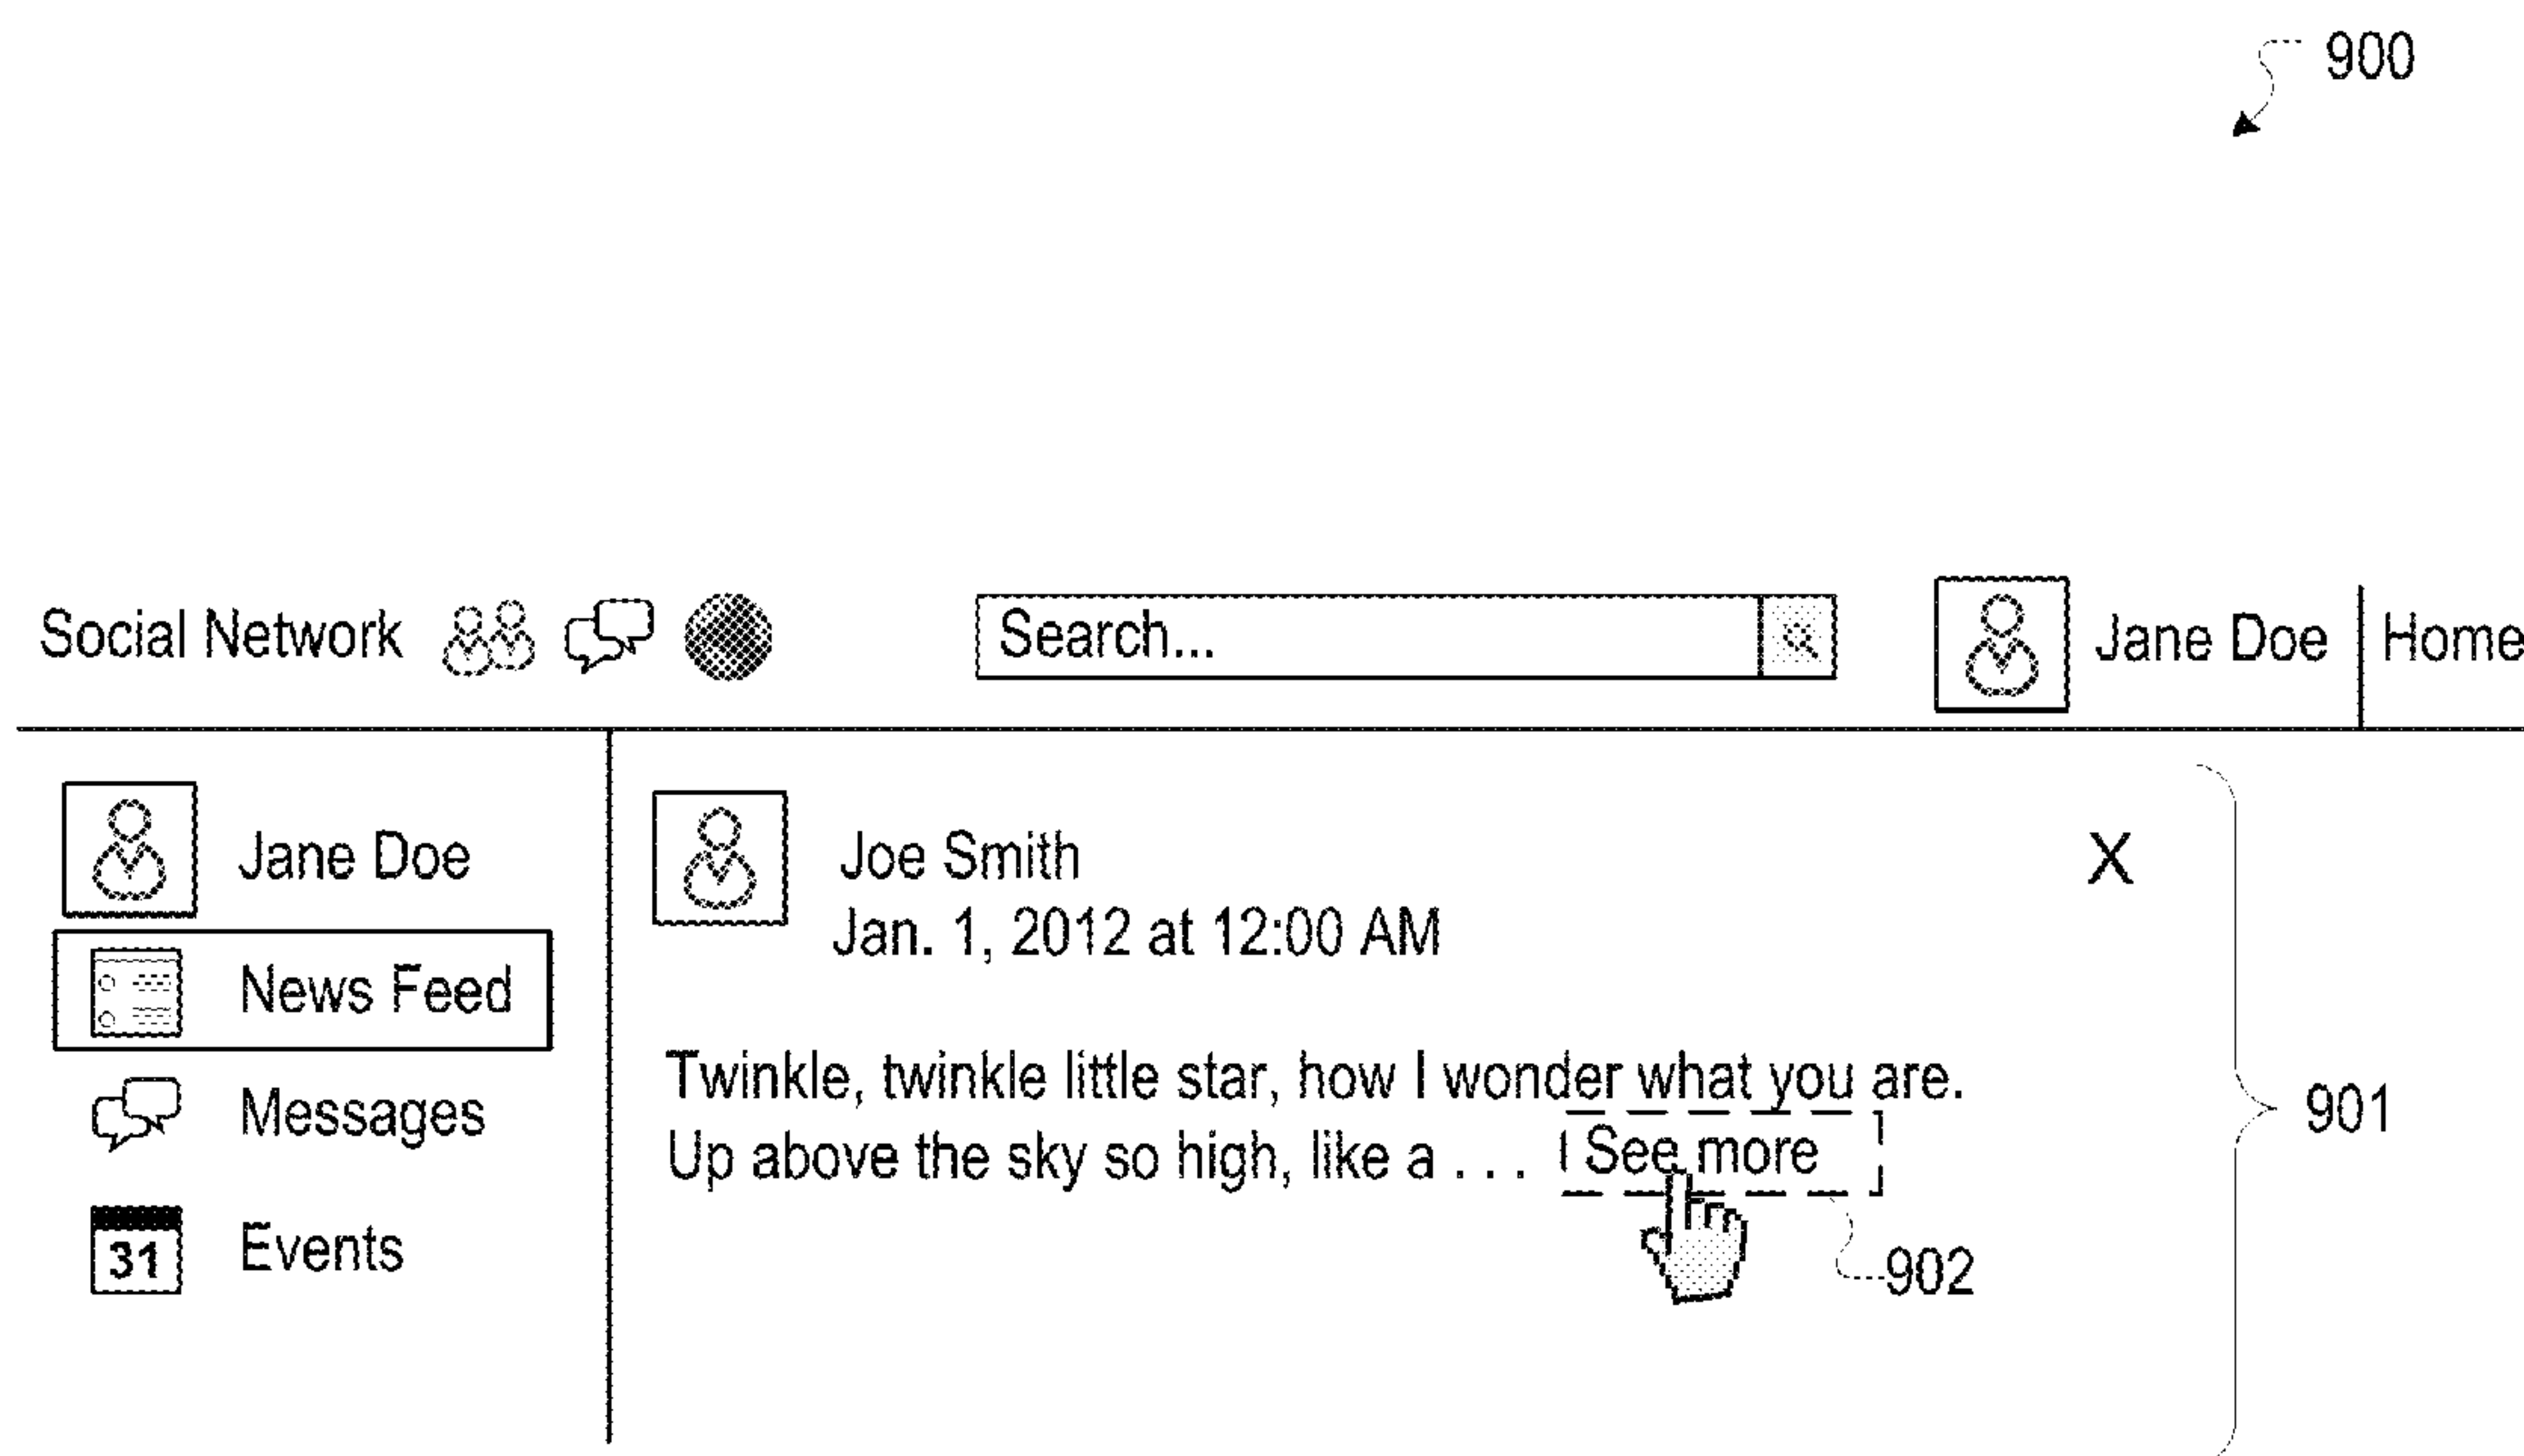 900
Social Network
Search...
Jane Doe
Home
Jane Doe
News Feed
Messages
31
Events
Joe Smith
X
Jan. 1, 2012 at 12:00 AM
Twinkle, twinkle little star, how I wonder what you are.
Up above the sky so high, like a . . . See more
901
902